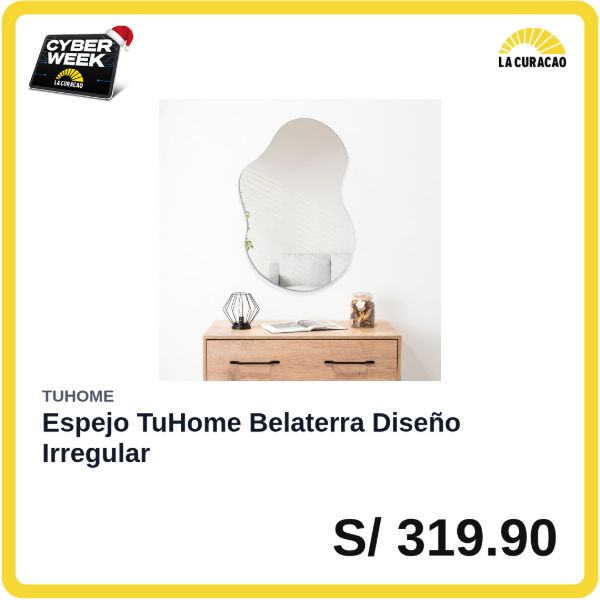 CYBER
WEEK
LA CURACAO
LA CURACAO
TUHOME
Espejo TuHome Belaterra Diseño
Irregular
S/ 319.90